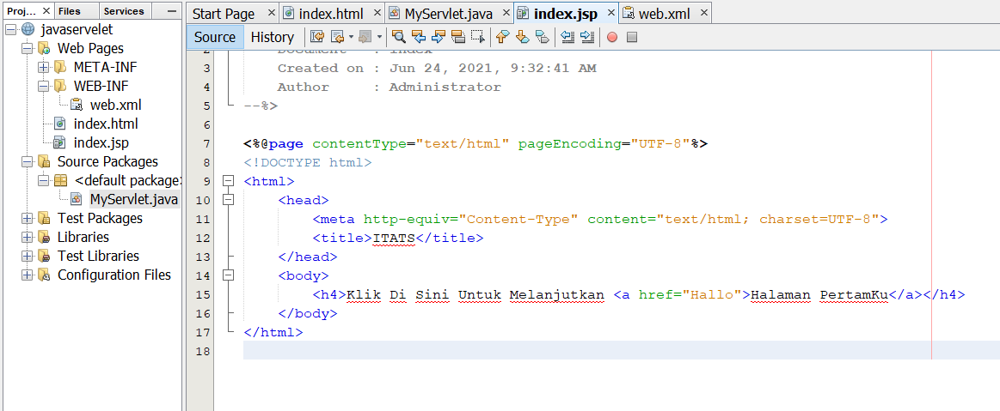 Proj... × Files Services
javaservelet
Web Pages
META-INF
WEB-INF
web.xml
index.html
index.jsp
Source Packages
<default package>
MyServlet.java
Test Packages
Libraries
Test Libraries
Configuration Files
Start Page × index.html × MyServlet.java × index.jsp × web.xml ×
Source History
2 Document : index
3 Created on : Jun 24, 2021, 9:32:41 AM
4 Author : Administrator
5 --%>
6
7 <%@page contentType="text/html" pageEncoding="UTF-8"%>
8 <!DOCTYPE html>
9 <html>
10 <head>
11 <meta http-equiv="Content-Type" content="text/html; charset=UTF-8">
12 <title>ITATS</title>
13 </head>
14 <body>
15 <h4>Klik Di Sini Untuk Melanjutkan <a href="Hallo">Halaman PertamKu</a></h4>
16 </body>
17 </html>
18